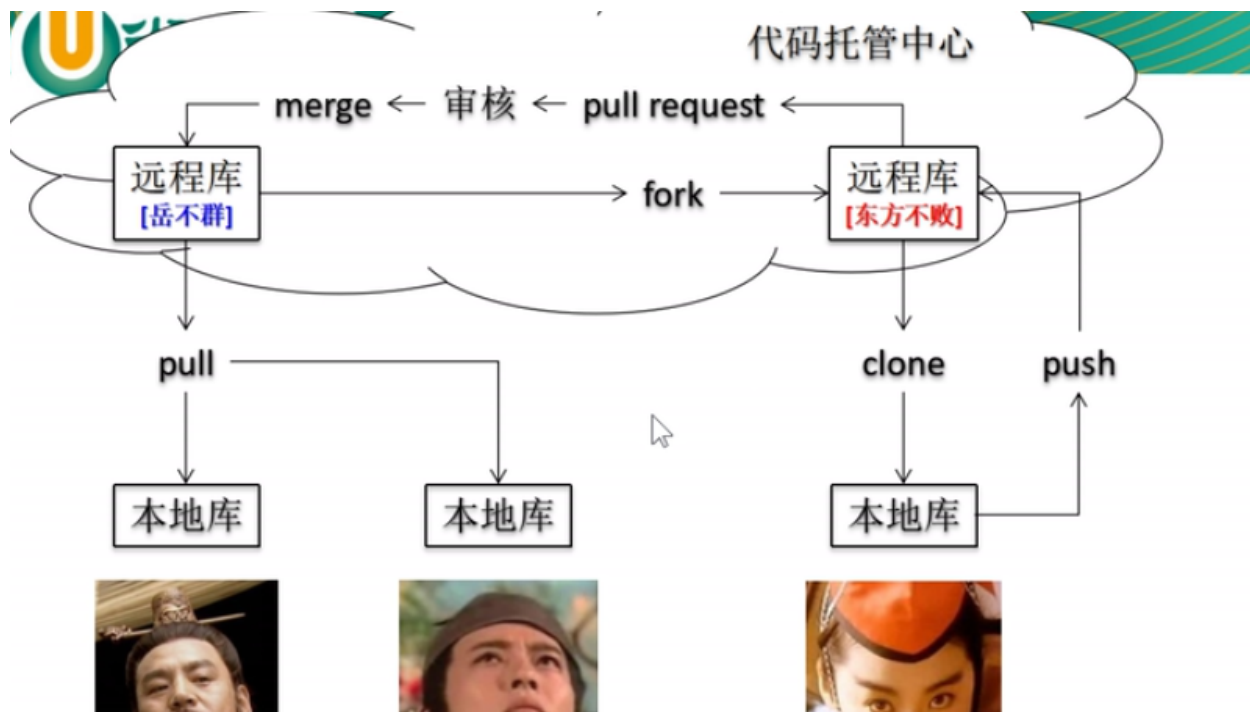 代码托管中心
merge ← 审核 ← pull request
远程库
[岳不群]
fork
远程库
[东方不败]
pull
clone
push
本地库
本地库
本地库